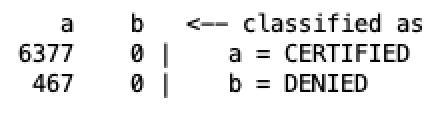 a b <-- classified as
6377 0 | a = CERTIFIED
467 0 | b = DENIED